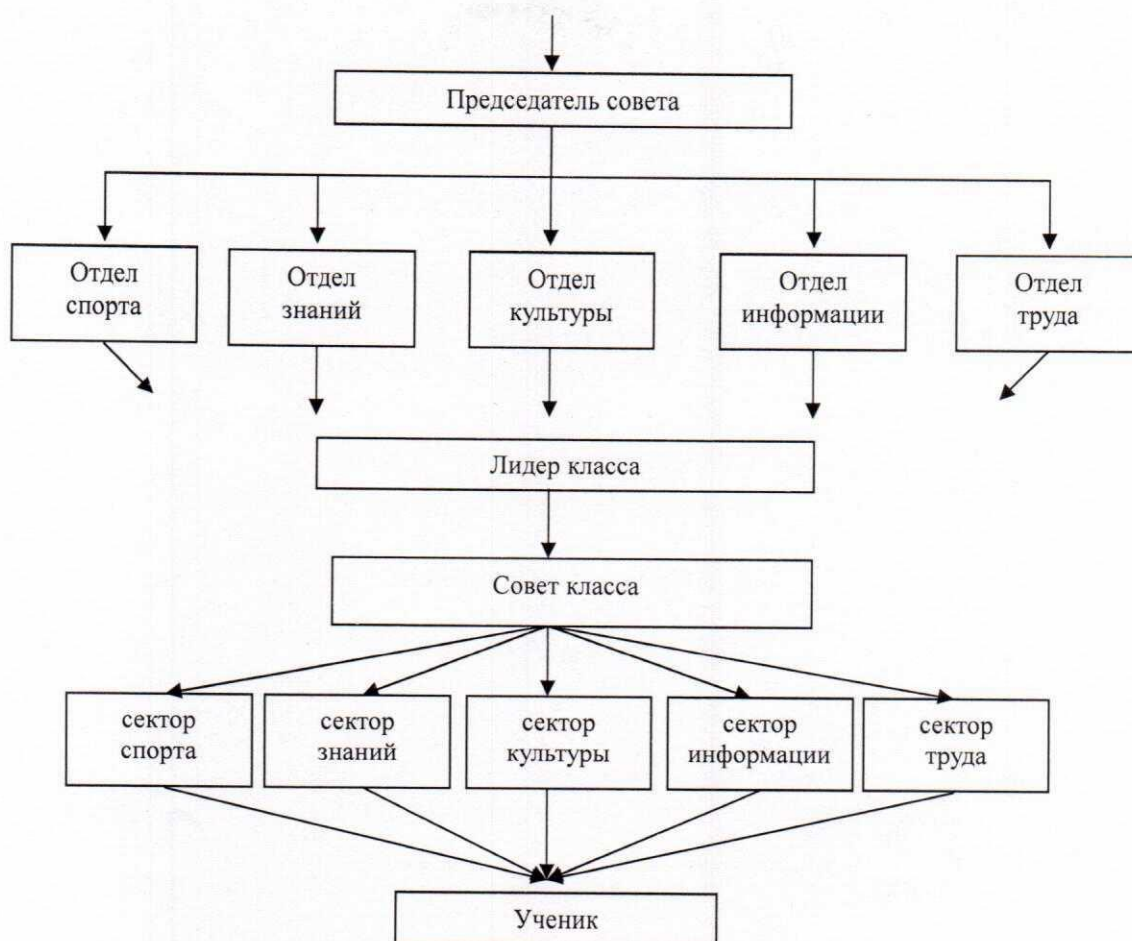 Председатель совета
Отдел
спорта
Отдел
знаний
Отдел
культуры
Отдел
информации
Отдел
труда
Лидер класса
Совет класса
сектор
спорта
сектор
знаний
сектор
культуры
сектор
информации
сектор
труда
Ученик